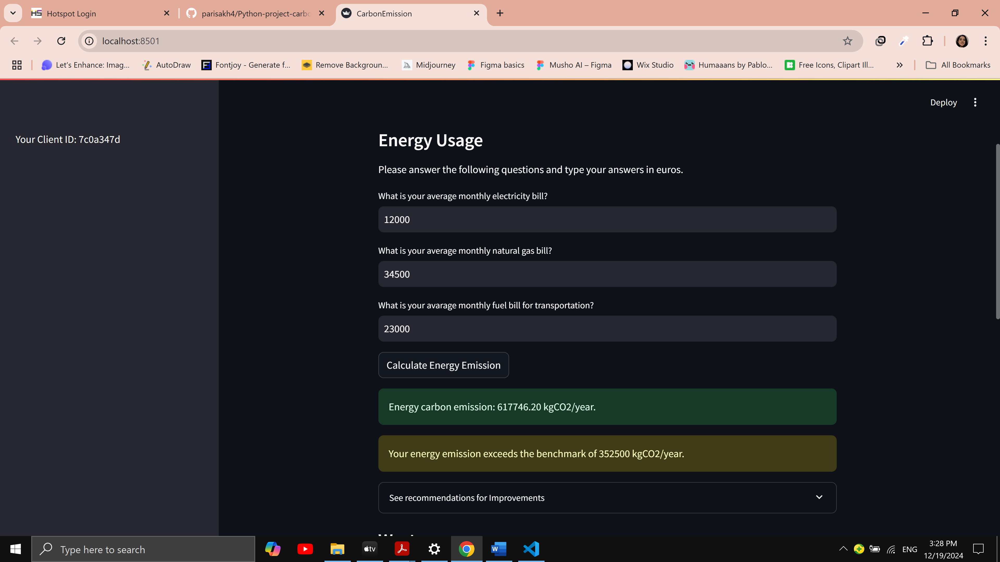 Hotspot Login
parisakh4/Python-project-carbo
CarbonEmission
localhost:8501
Let's Enhance: Imag...
AutoDraw
Fontjoy - Generate f...
Remove Backgroun...
Midjourney
Figma basics
Musho AI – Figma
Wix Studio
Humaaans by Pablo...
Free Icons, Clipart Ill...
All Bookmarks
Deploy
Your Client ID: 7c0a347d
Energy Usage
Please answer the following questions and type your answers in euros.
What is your average monthly electricity bill?
12000
What is your average monthly natural gas bill?
34500
What is your avarage monthly fuel bill for transportation?
23000
Calculate Energy Emission
Energy carbon emission: 617746.20 kgCO2/year.
Your energy emission exceeds the benchmark of 352500 kgCO2/year.
See recommendations for Improvements
Type here to search
tv
W
ENG
3:28 PM
12/19/2024